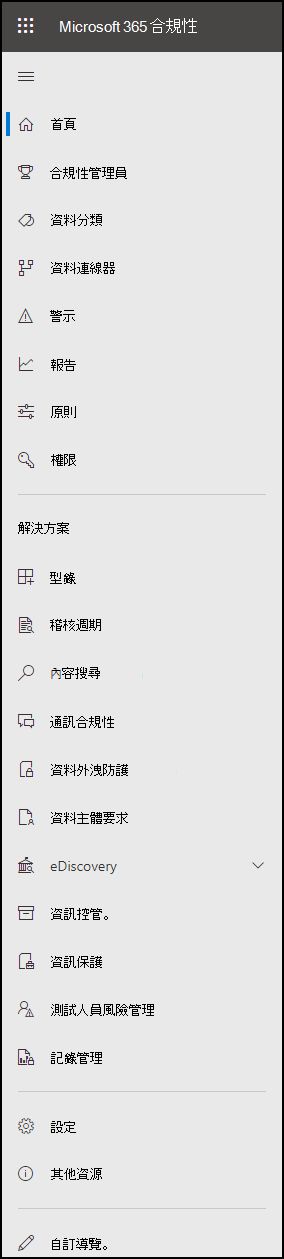 Microsoft 365 合規性
首頁
合規性管理員
資料分類
資料連線器
警示
報告
原則
權限
解決方案
型錄
稽核週期
內容搜尋
通訊合規性
資料外洩防護
資料主體要求
eDiscovery
資訊控管。
資訊保護
測試人員風險管理
記錄管理
設定
其他資源
自訂導覽。